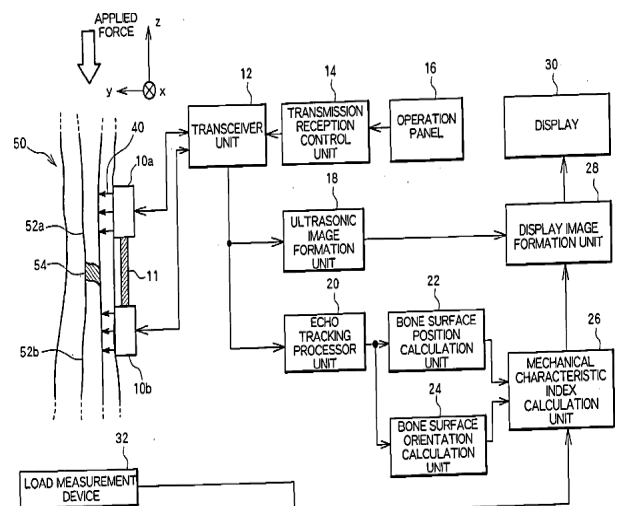 APPLIED
FORCE
z
y
x
12
TRANSCEIVER
UNIT
14
TRANSMISSION
RECEPTION
CONTROL
UNIT
16
OPERATION
PANEL
30
DISPLAY
50
40
10a
52a
54
11
52b
10b
18
ULTRASONIC
IMAGE
FORMATION
UNIT
28
DISPLAY IMAGE
FORMATION UNIT
20
ECHO
TRACKING
PROCESSOR
UNIT
22
BONE SURFACE
POSITION
CALCULATION
UNIT
24
BONE SURFACE
ORIENTATION
CALCULATION
UNIT
26
MECHANICAL
CHARACTERISTIC
INDEX
CALCULATION
UNIT
32
LOAD MEASUREMENT
DEVICE